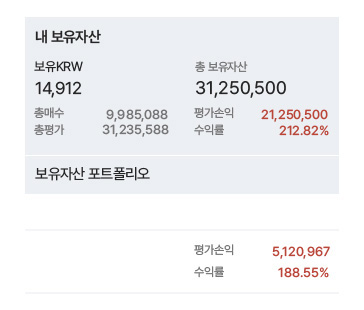 내 보유자산
보유KRW 총 보유자산
14,912 31,250,500
총매수 9,985,088 평가손익 21,250,500
총평가 31,235,588 수익률 212.82%
보유자산 포트폴리오
평가손익 5,120,967
수익률 188.55%